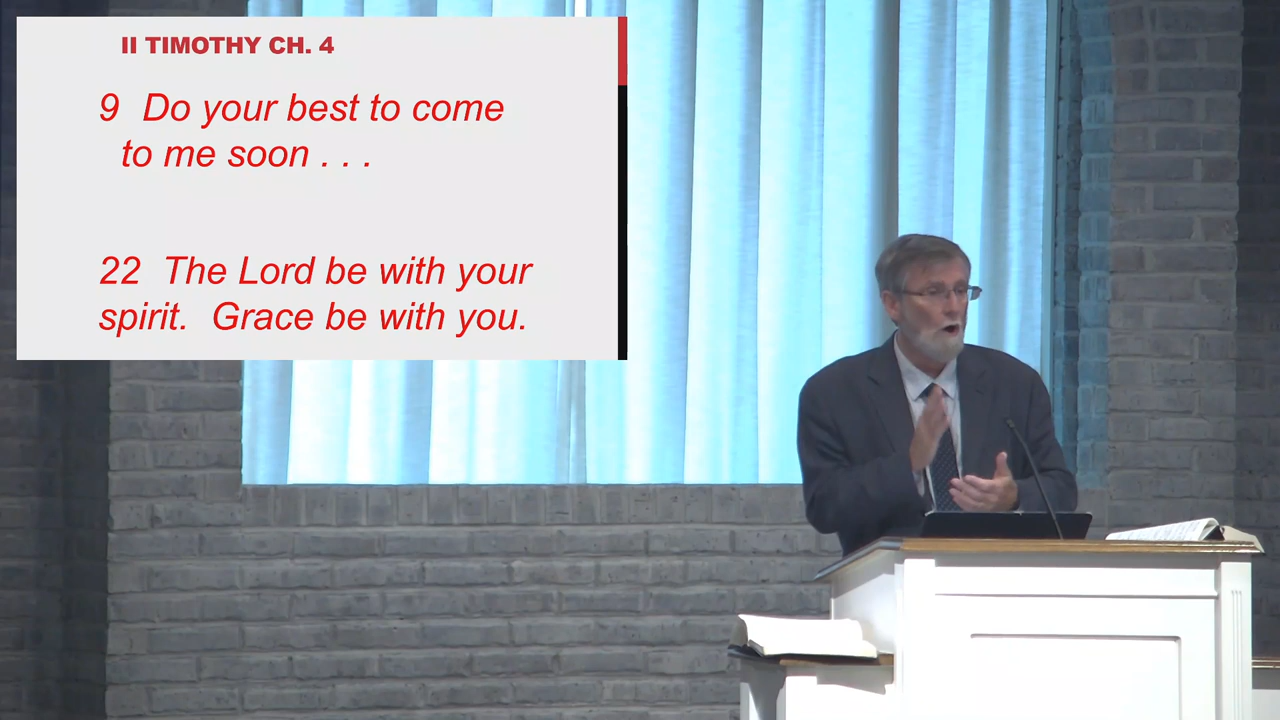 II TIMOTHY CH. 4
9 Do your best to come
to me soon . . .
22 The Lord be with your
spirit. Grace be with you.